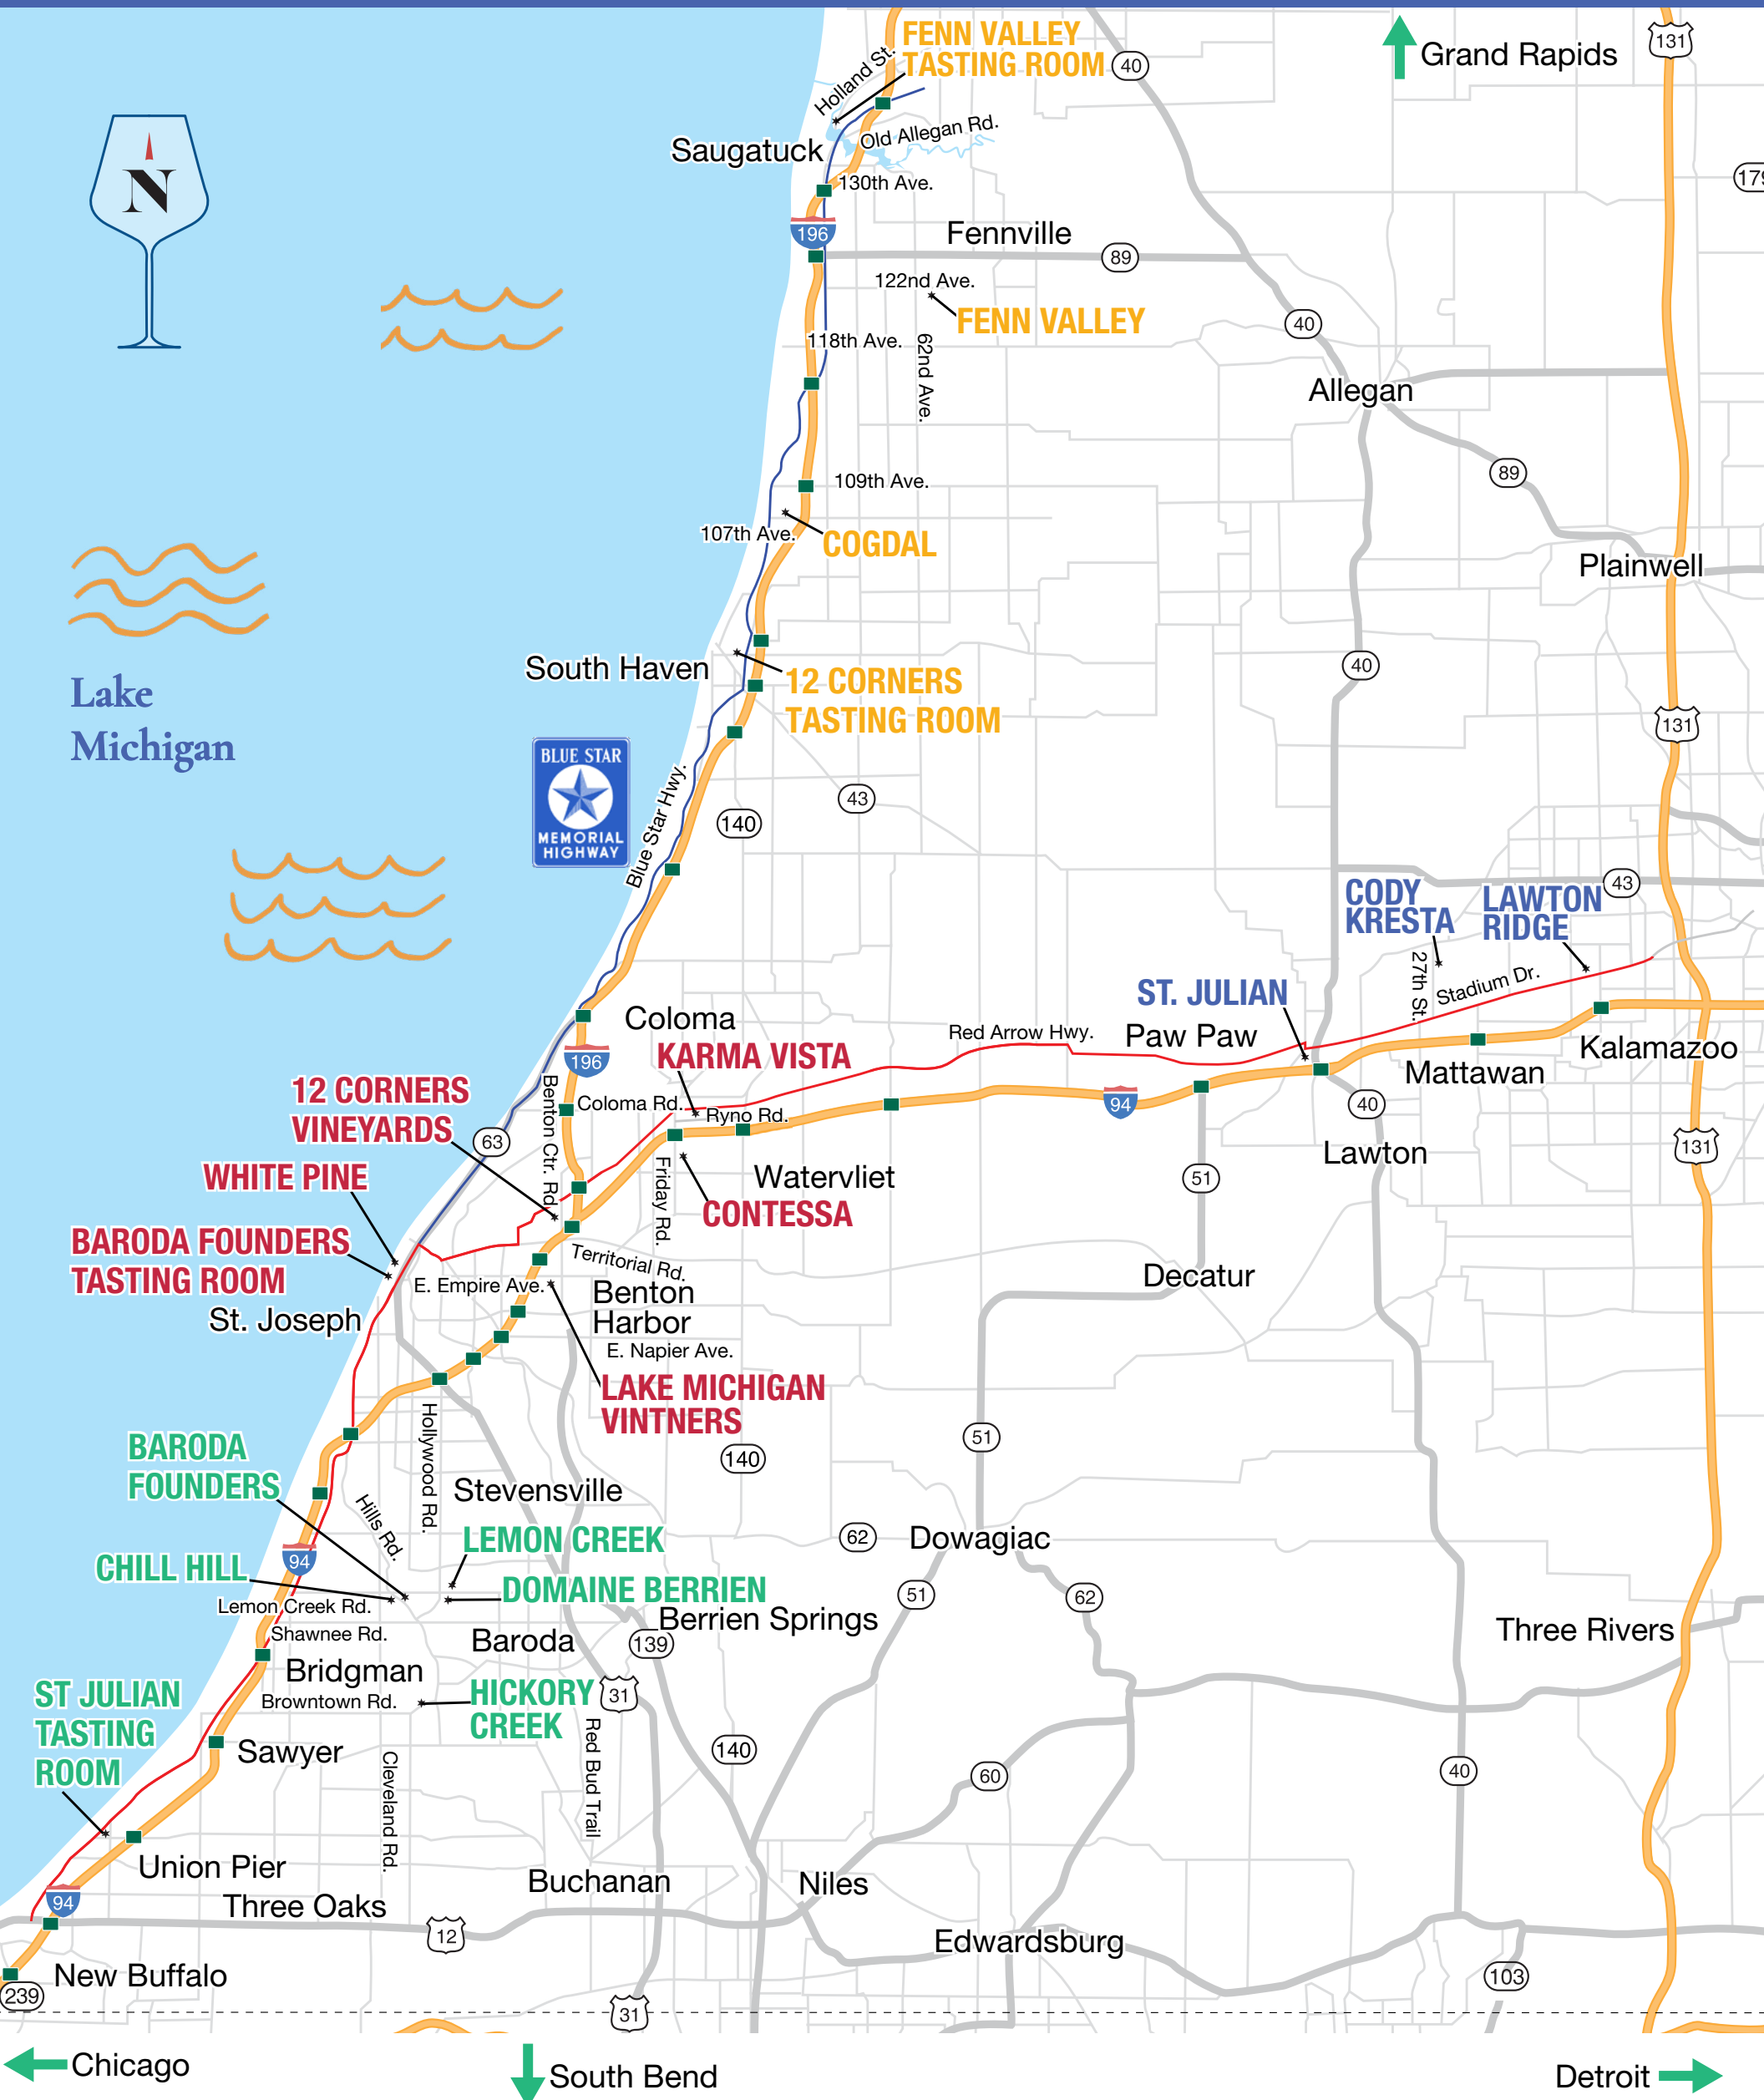 FENN VALLEY
TASTING ROOM
40
Grand Rapids
131
Holland St.
N
Old Allegan Rd.
Saugatuck
130th Ave.
179
196
Fennville
89
122nd Ave.
FENN VALLEY
40
118th Ave.
62nd Ave.
Allegan
89
109th Ave.
107th Ave.
COGDAL
Plainwell
South Haven
12 CORNERS
TASTING ROOM
40
Lake
Michigan
131
BLUE STAR
MEMORIAL
HIGHWAY
Blue Star Hwy.
140
43
CODY
KRESTA
LAWTON
RIDGE
43
27th St.
Stadium Dr.
ST. JULIAN
Coloma
Red Arrow Hwy.
Paw Paw
Kalamazoo
196
KARMA VISTA
Mattawan
12 CORNERS
VINEYARDS
Benton Ctr. Rd.
Coloma Rd.
Ryno Rd.
94
40
63
131
Lawton
WHITE PINE
Friday Rd.
Watervliet
51
CONTESSA
BARODA FOUNDERS
TASTING ROOM
Territorial Rd.
E. Empire Ave.
Benton
Harbor
Decatur
St. Joseph
E. Napier Ave.
LAKE MICHIGAN
VINTNERS
Hollywood Rd.
BARODA
FOUNDERS
140
51
Stevensville
Hills Rd.
LEMON CREEK
62
Dowagiac
94
CHILL HILL
DOMAINE BERRIEN
51
62
Lemon Creek Rd.
Berrien Springs
Three Rivers
Shawnee Rd.
Baroda
139
Bridgman
ST JULIAN
TASTING
ROOM
Browntown Rd.
HICKORY
CREEK
31
Red Bud Trail
Sawyer
140
Cleveland Rd.
60
40
Union Pier
Buchanan
Niles
94
Three Oaks
12
Edwardsburg
New Buffalo
103
239
31
Chicago
South Bend
Detroit